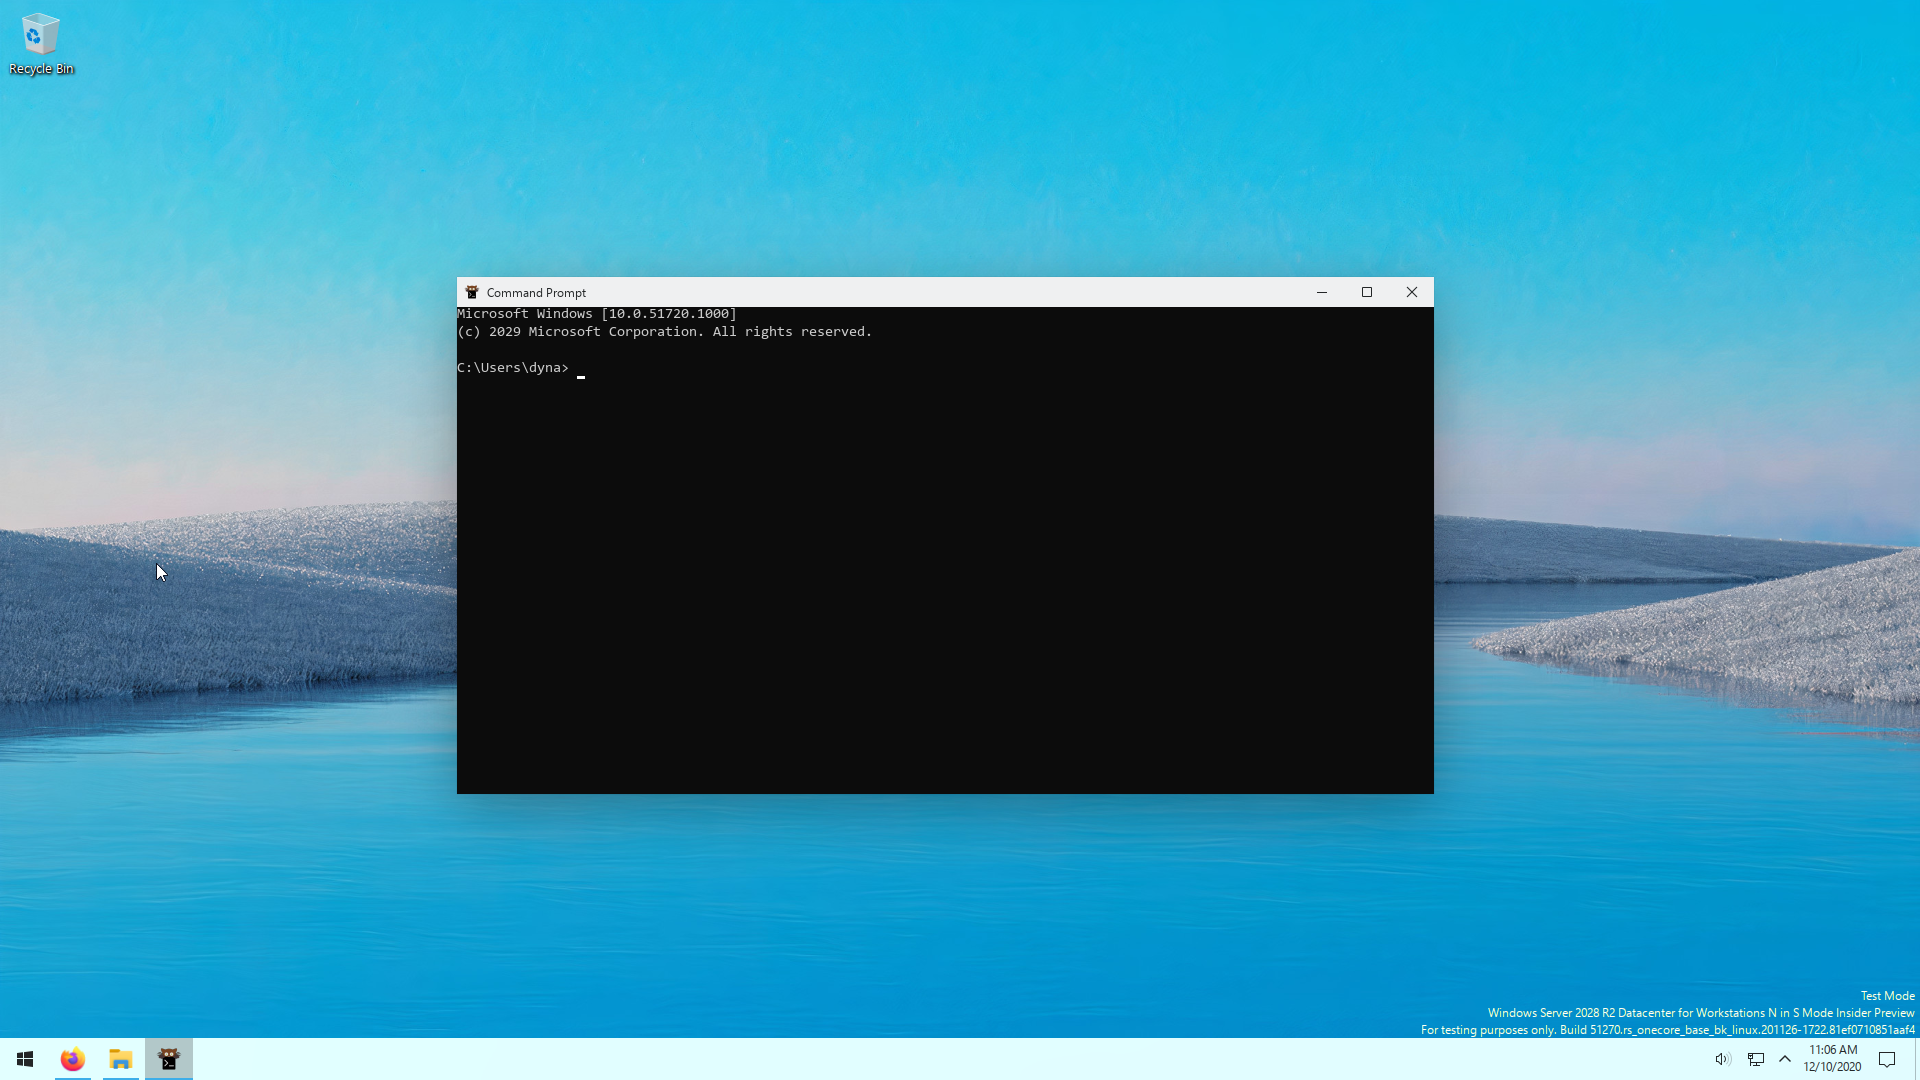 Recycle Bin
Command Prompt
Microsoft Windows [10.0.51720.1000]
(c) 2029 Microsoft Corporation. All rights reserved.
C:\Users\dyna>
Test Mode
Windows Server 2028 R2 Datacenter for Workstations N in S Mode Insider Preview
For testing purposes only. Build 51270.rs_onecore_base_bk_linux.201126-1722.81ef0710851aaf4
11:06 AM
12/10/2020